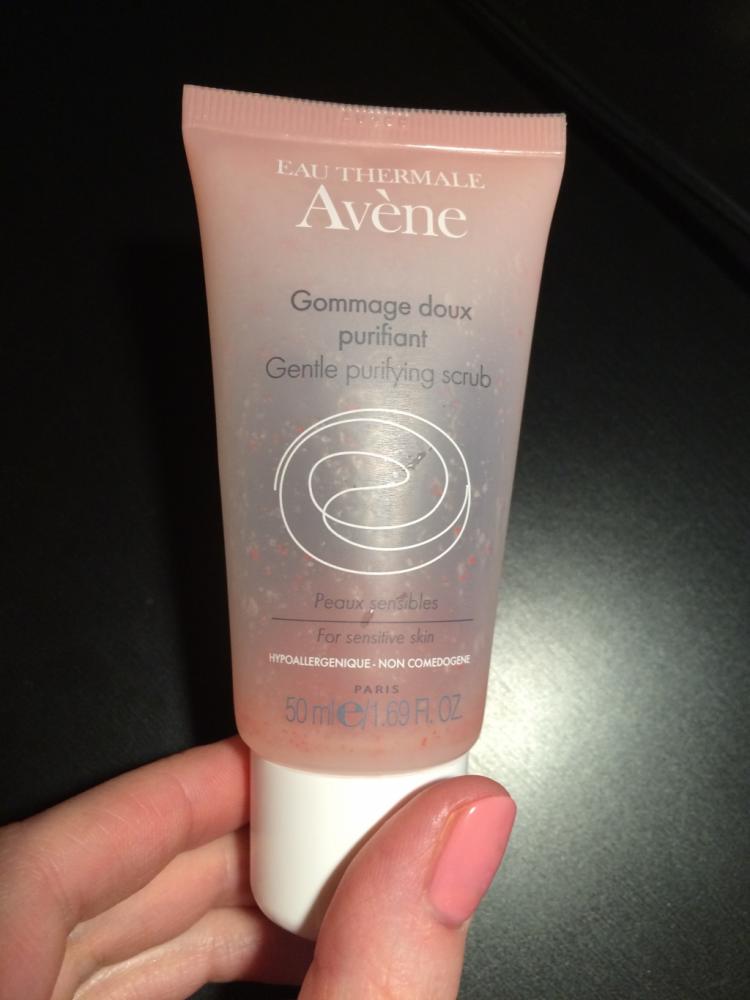 EAU THERMALE
Avène
Gommage doux
purifiant
Gentle purifying scrub
Peaux sensibles
For sensitive skin
HYPOALLERGENIQUE - NON COMEDOGENE
PARIS
50 ml e/1.69 Fl. OZ